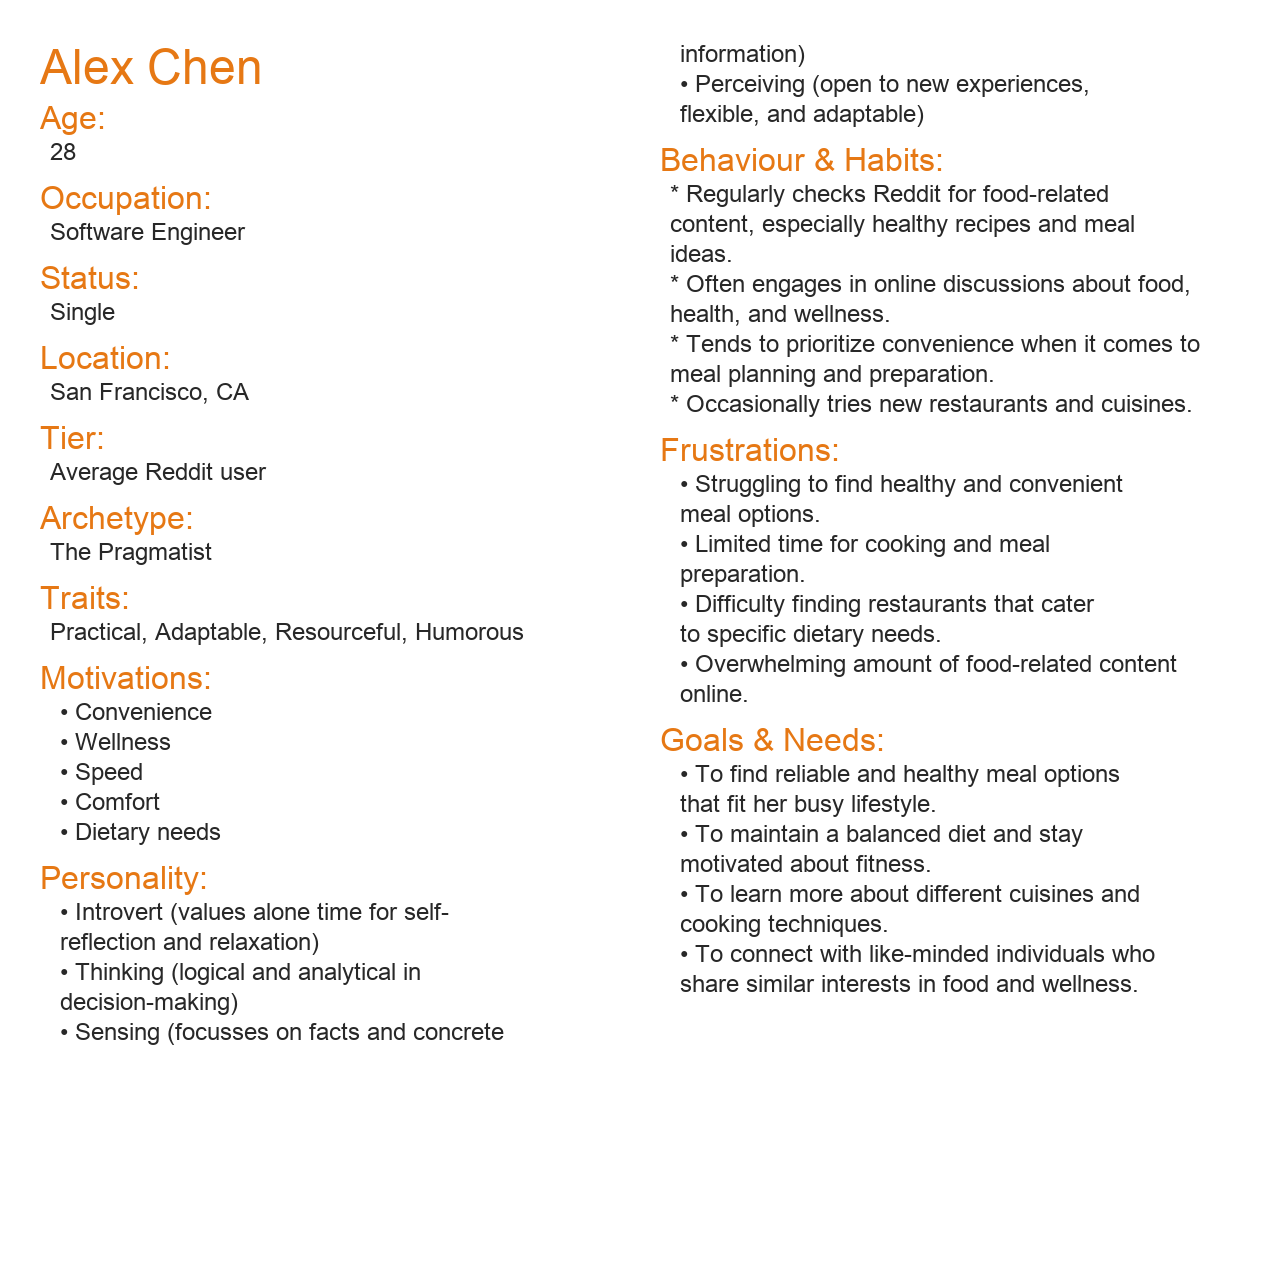 Alex Chen
Age:
28
Occupation:
Software Engineer
Status:
Single
Location:
San Francisco, CA
Tier:
Average Reddit user
Archetype:
The Pragmatist
Traits:
Practical, Adaptable, Resourceful, Humorous
Motivations:
• Convenience
• Wellness
• Speed
• Comfort
• Dietary needs
Personality:
• Introvert (values alone time for self-
reflection and relaxation)
• Thinking (logical and analytical in
decision-making)
• Sensing (focusses on facts and concrete
information)
• Perceiving (open to new experiences,
flexible, and adaptable)
Behaviour & Habits:
* Regularly checks Reddit for food-related
content, especially healthy recipes and meal
ideas.
* Often engages in online discussions about food,
health, and wellness.
* Tends to prioritize convenience when it comes to
meal planning and preparation.
* Occasionally tries new restaurants and cuisines.
Frustrations:
• Struggling to find healthy and convenient
meal options.
• Limited time for cooking and meal
preparation.
• Difficulty finding restaurants that cater
to specific dietary needs.
• Overwhelming amount of food-related content
online.
Goals & Needs:
• To find reliable and healthy meal options
that fit her busy lifestyle.
• To maintain a balanced diet and stay
motivated about fitness.
• To learn more about different cuisines and
cooking techniques.
• To connect with like-minded individuals who
share similar interests in food and wellness.